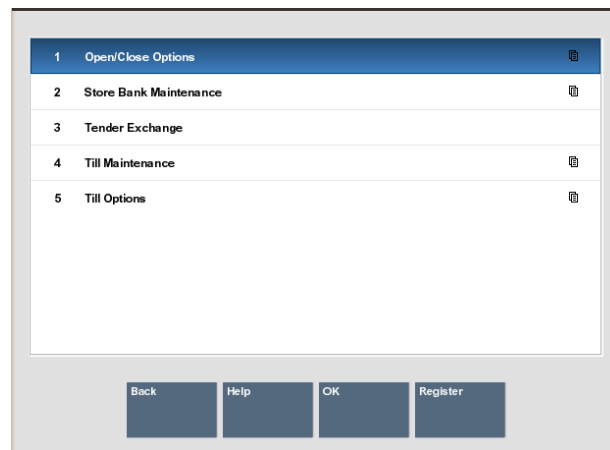 1 Open/Close Options
2 Store Bank Maintenance
3 Tender Exchange
4 Till Maintenance
5 Till Options
Back Help OK Register